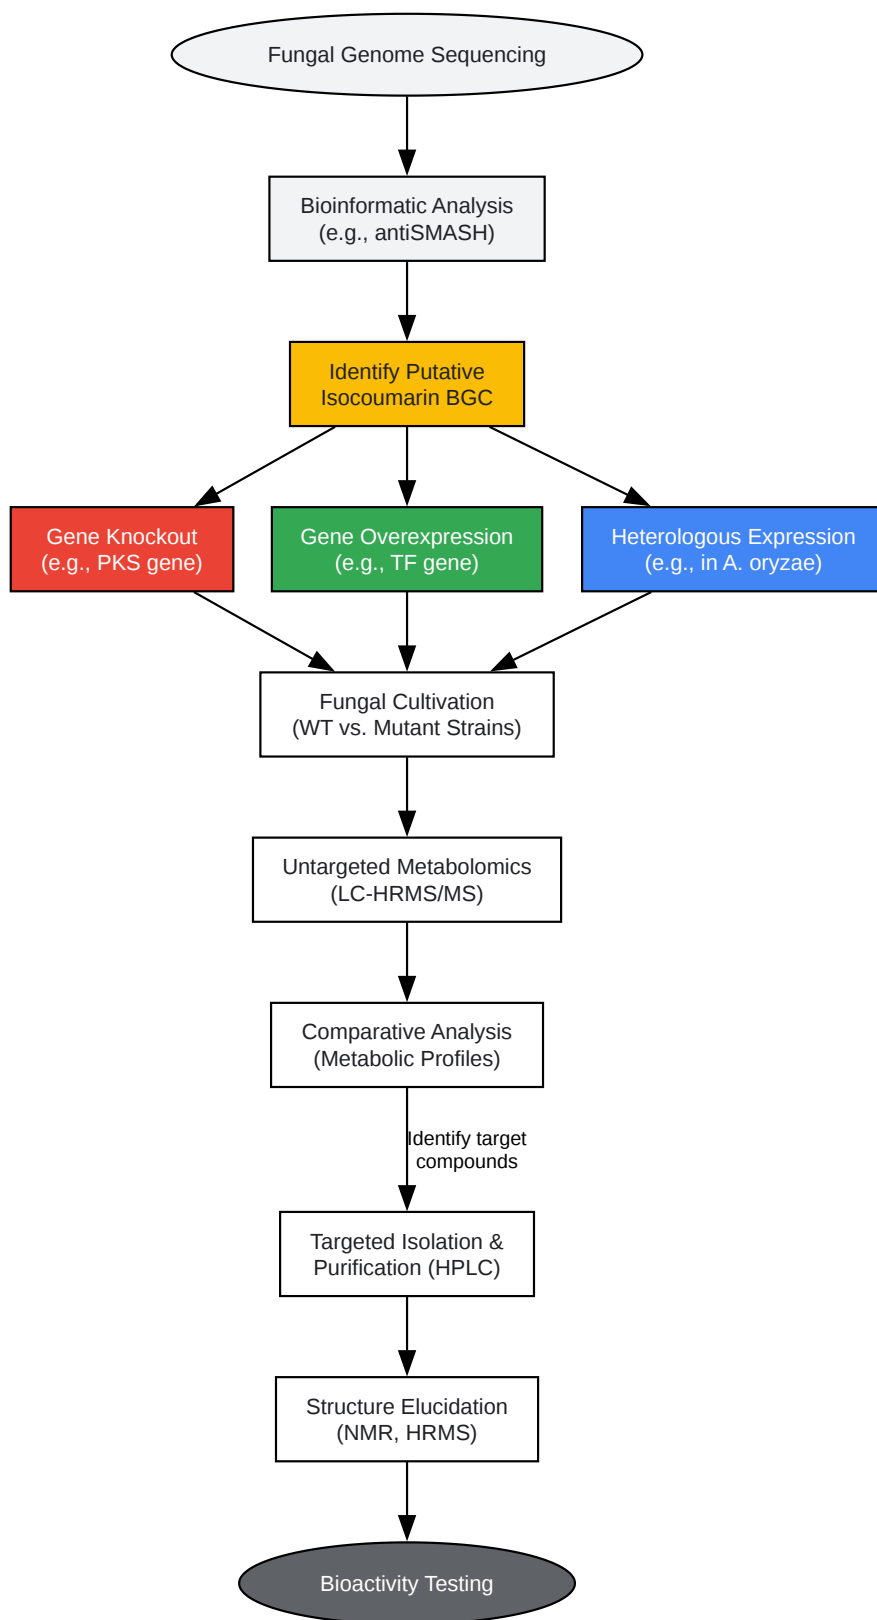 Fungal Genome Sequencing
Bioinformatic Analysis
(e.g., antiSMASH)
Identify Putative
Isocoumarin BGC
Gene Knockout
(e.g., PKS gene)
Gene Overexpression
(e.g., TF gene)
Heterologous Expression
(e.g., in A. oryzae)
Fungal Cultivation
(WT vs. Mutant Strains)
Untargeted Metabolomics
(LC-HRMS/MS)
Comparative Analysis
(Metabolic Profiles)
Identify target
compounds
Targeted Isolation &
Purification (HPLC)
Structure Elucidation
(NMR, HRMS)
Bioactivity Testing